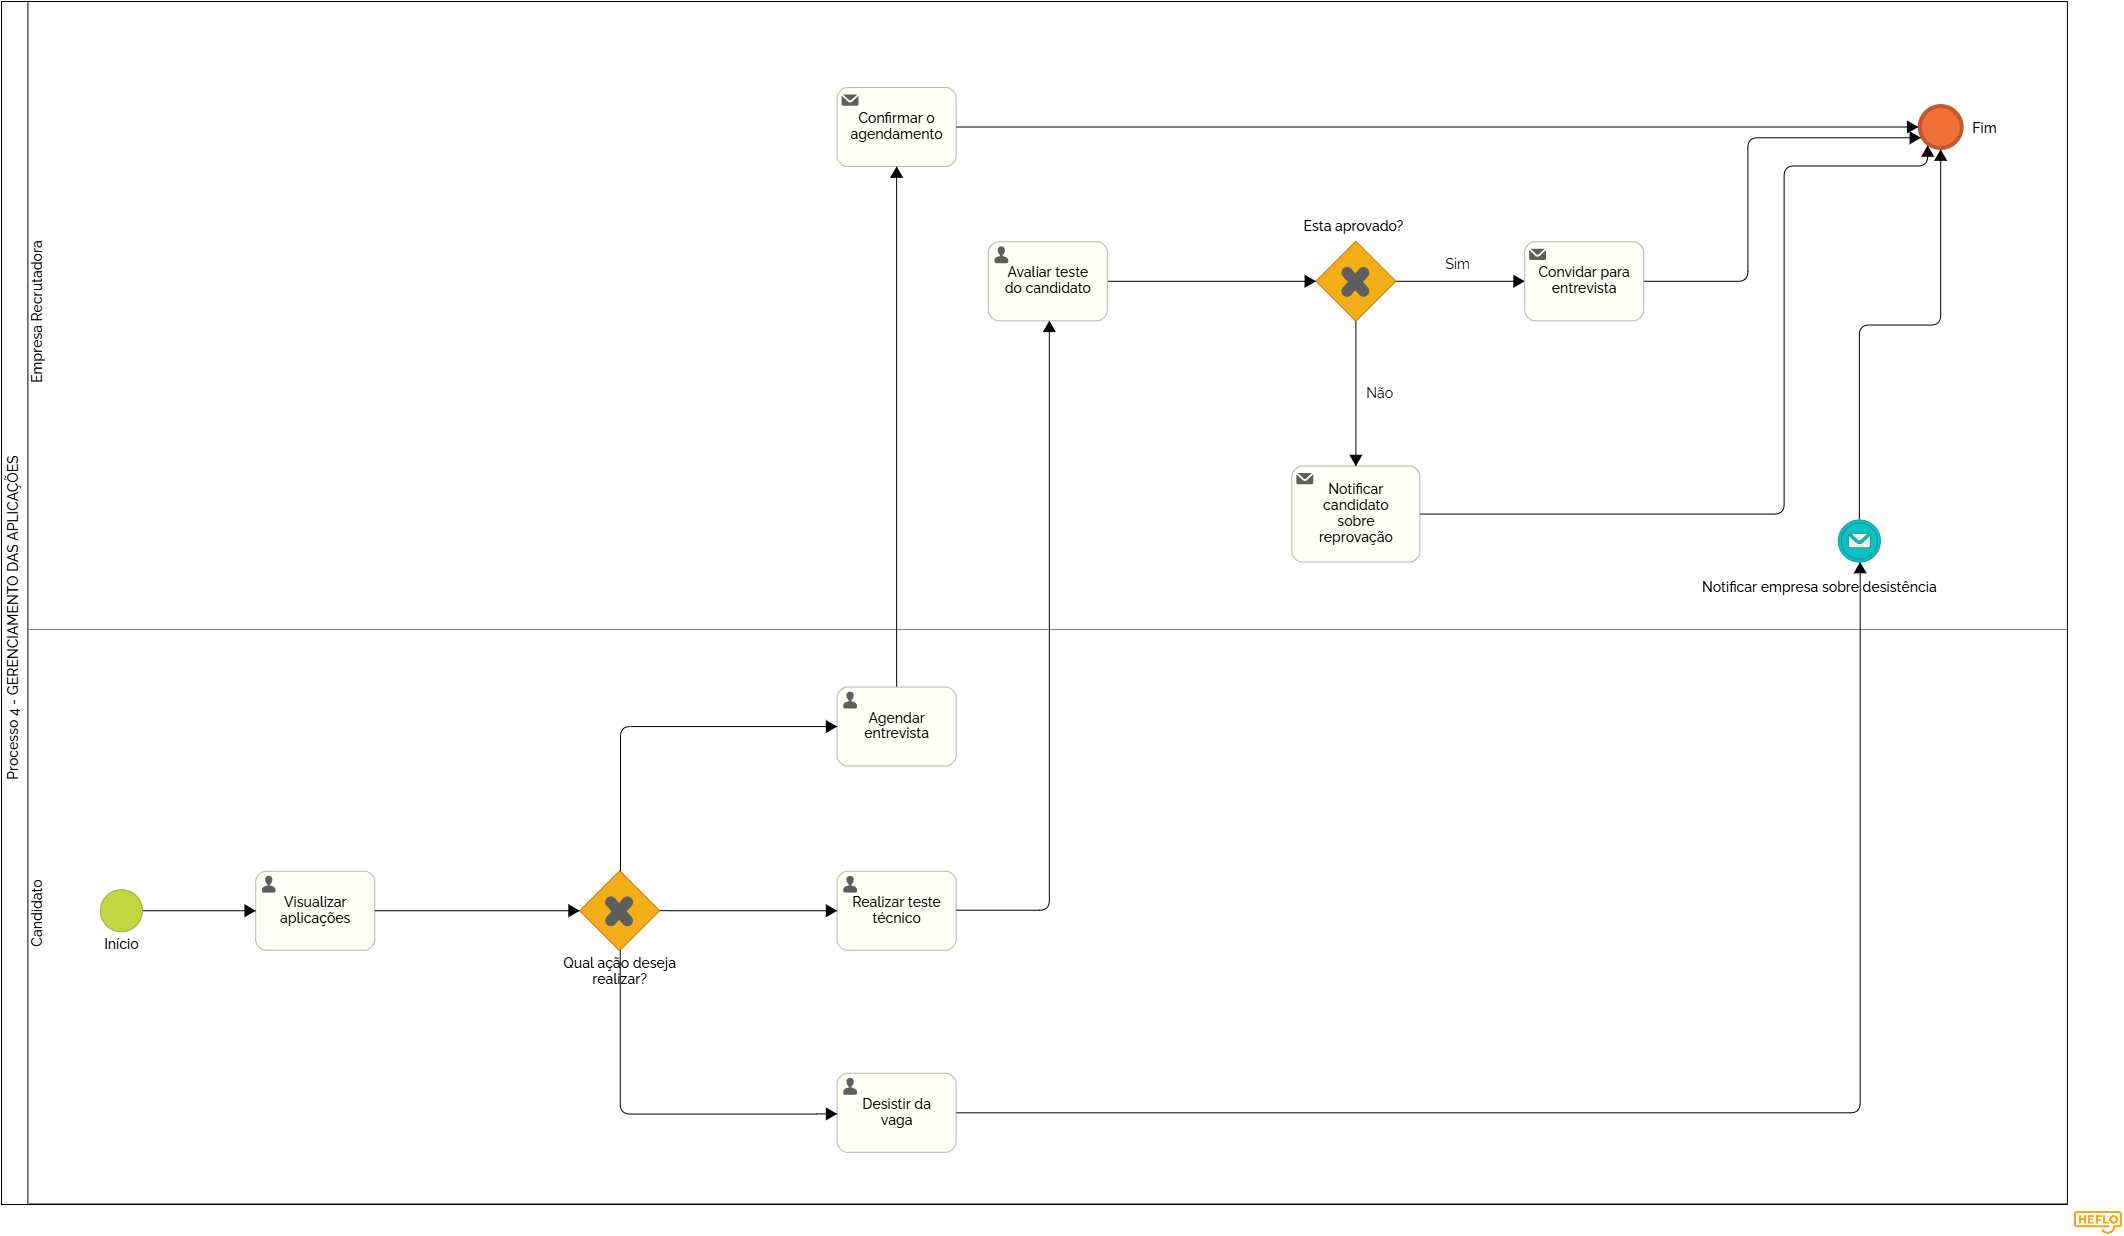 Processo 4 - GERENCIAMENTO DAS APLICAÇÕES
Empresa Recrutadora
Confirmar o
agendamento
Fim
Esta aprovado?
Avaliar teste
do candidato
Sim
Convidar para
entrevista
Não
Notificar
candidato
sobre
reprovação
Notificar empresa sobre desistência
Candidato
Agendar
entrevista
Início
Visualizar
aplicações
Qual ação deseja
realizar?
Realizar teste
técnico
Desistir da
vaga
HEFLO